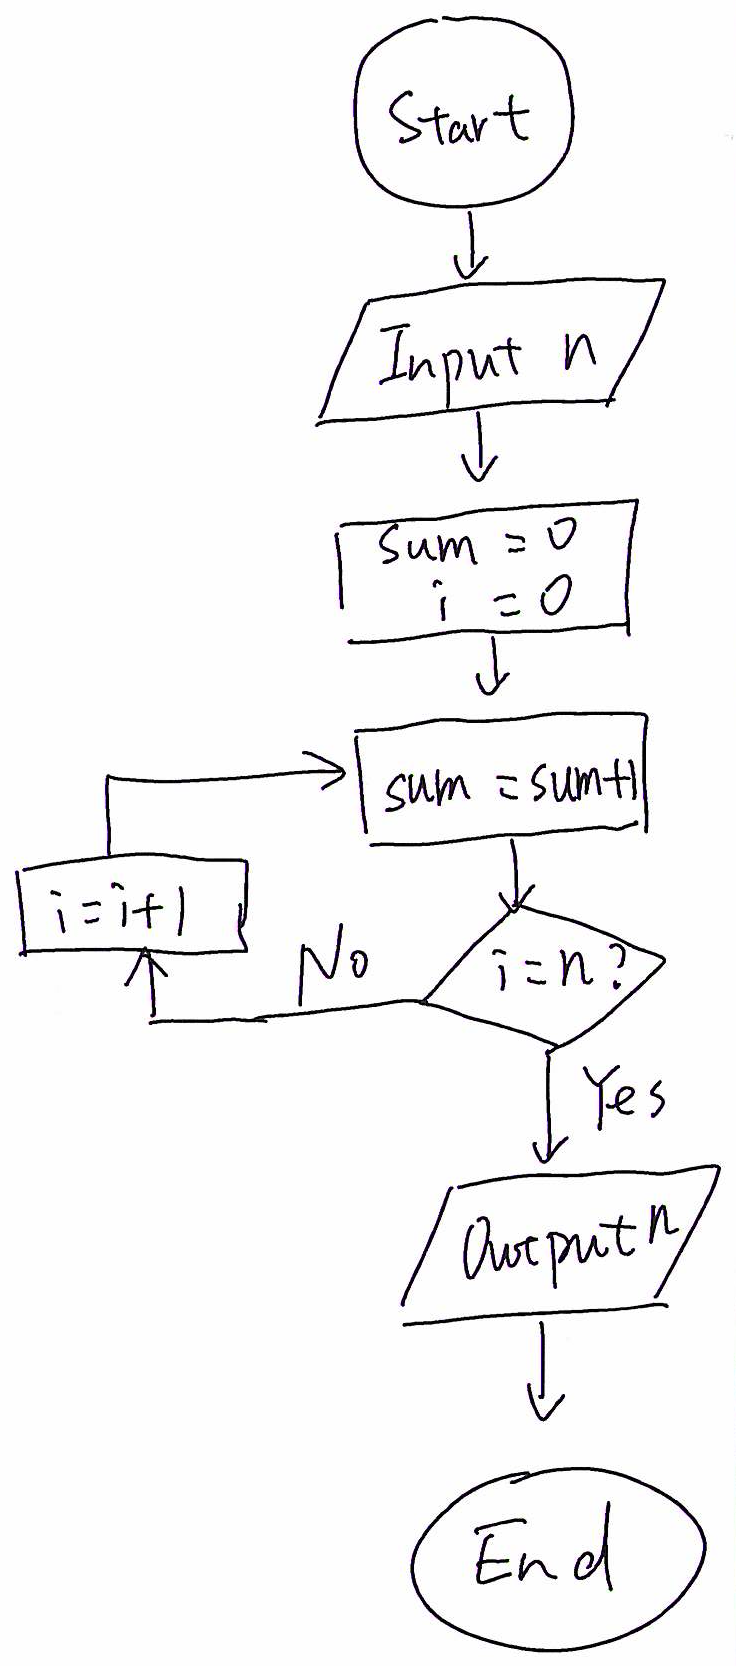 Start
Input n
sum = 0
i = 0
sum = sum+1
i=i+1
No
i=n?
Yes
Output n
End